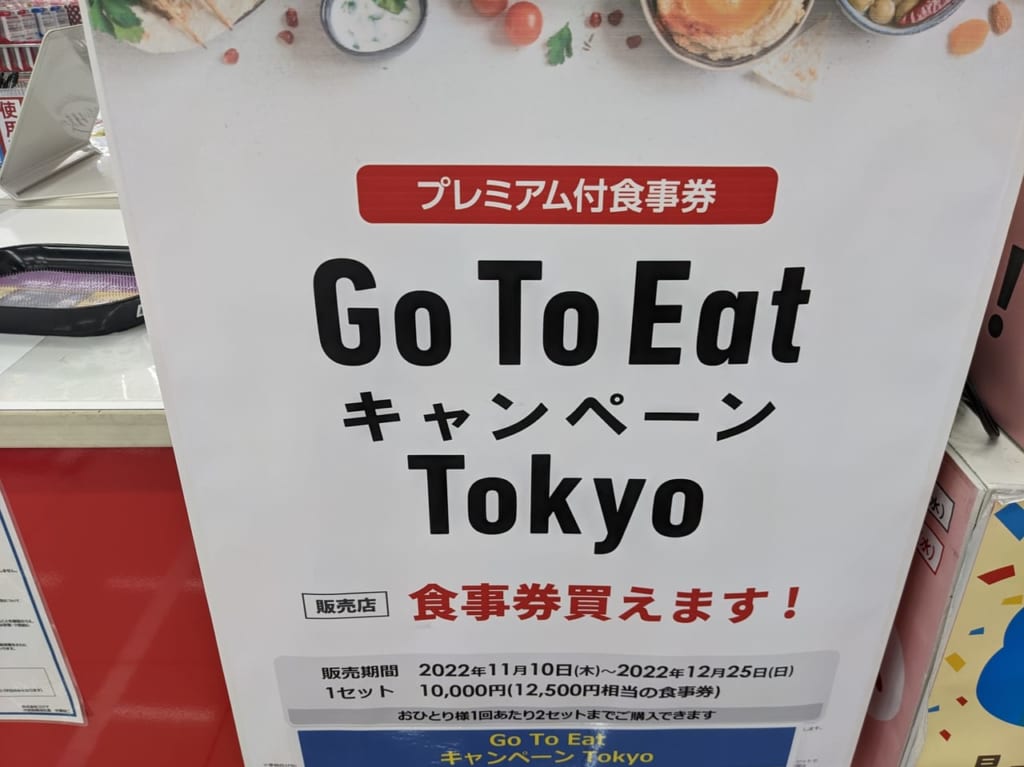 プレミアム付食事券
Go To Eat
キャンペーン
Tokyo
販売店 食事券買えます！
販売期間 2022年11月10日(木)～2022年12月25日(日)
1セット 10,000円(12,500円相当の食事券)
おひとり様1回あたり2セットまでご購入できます
Go To Eat
キャンペーン Tokyo
使
用
!
(水)
(水)